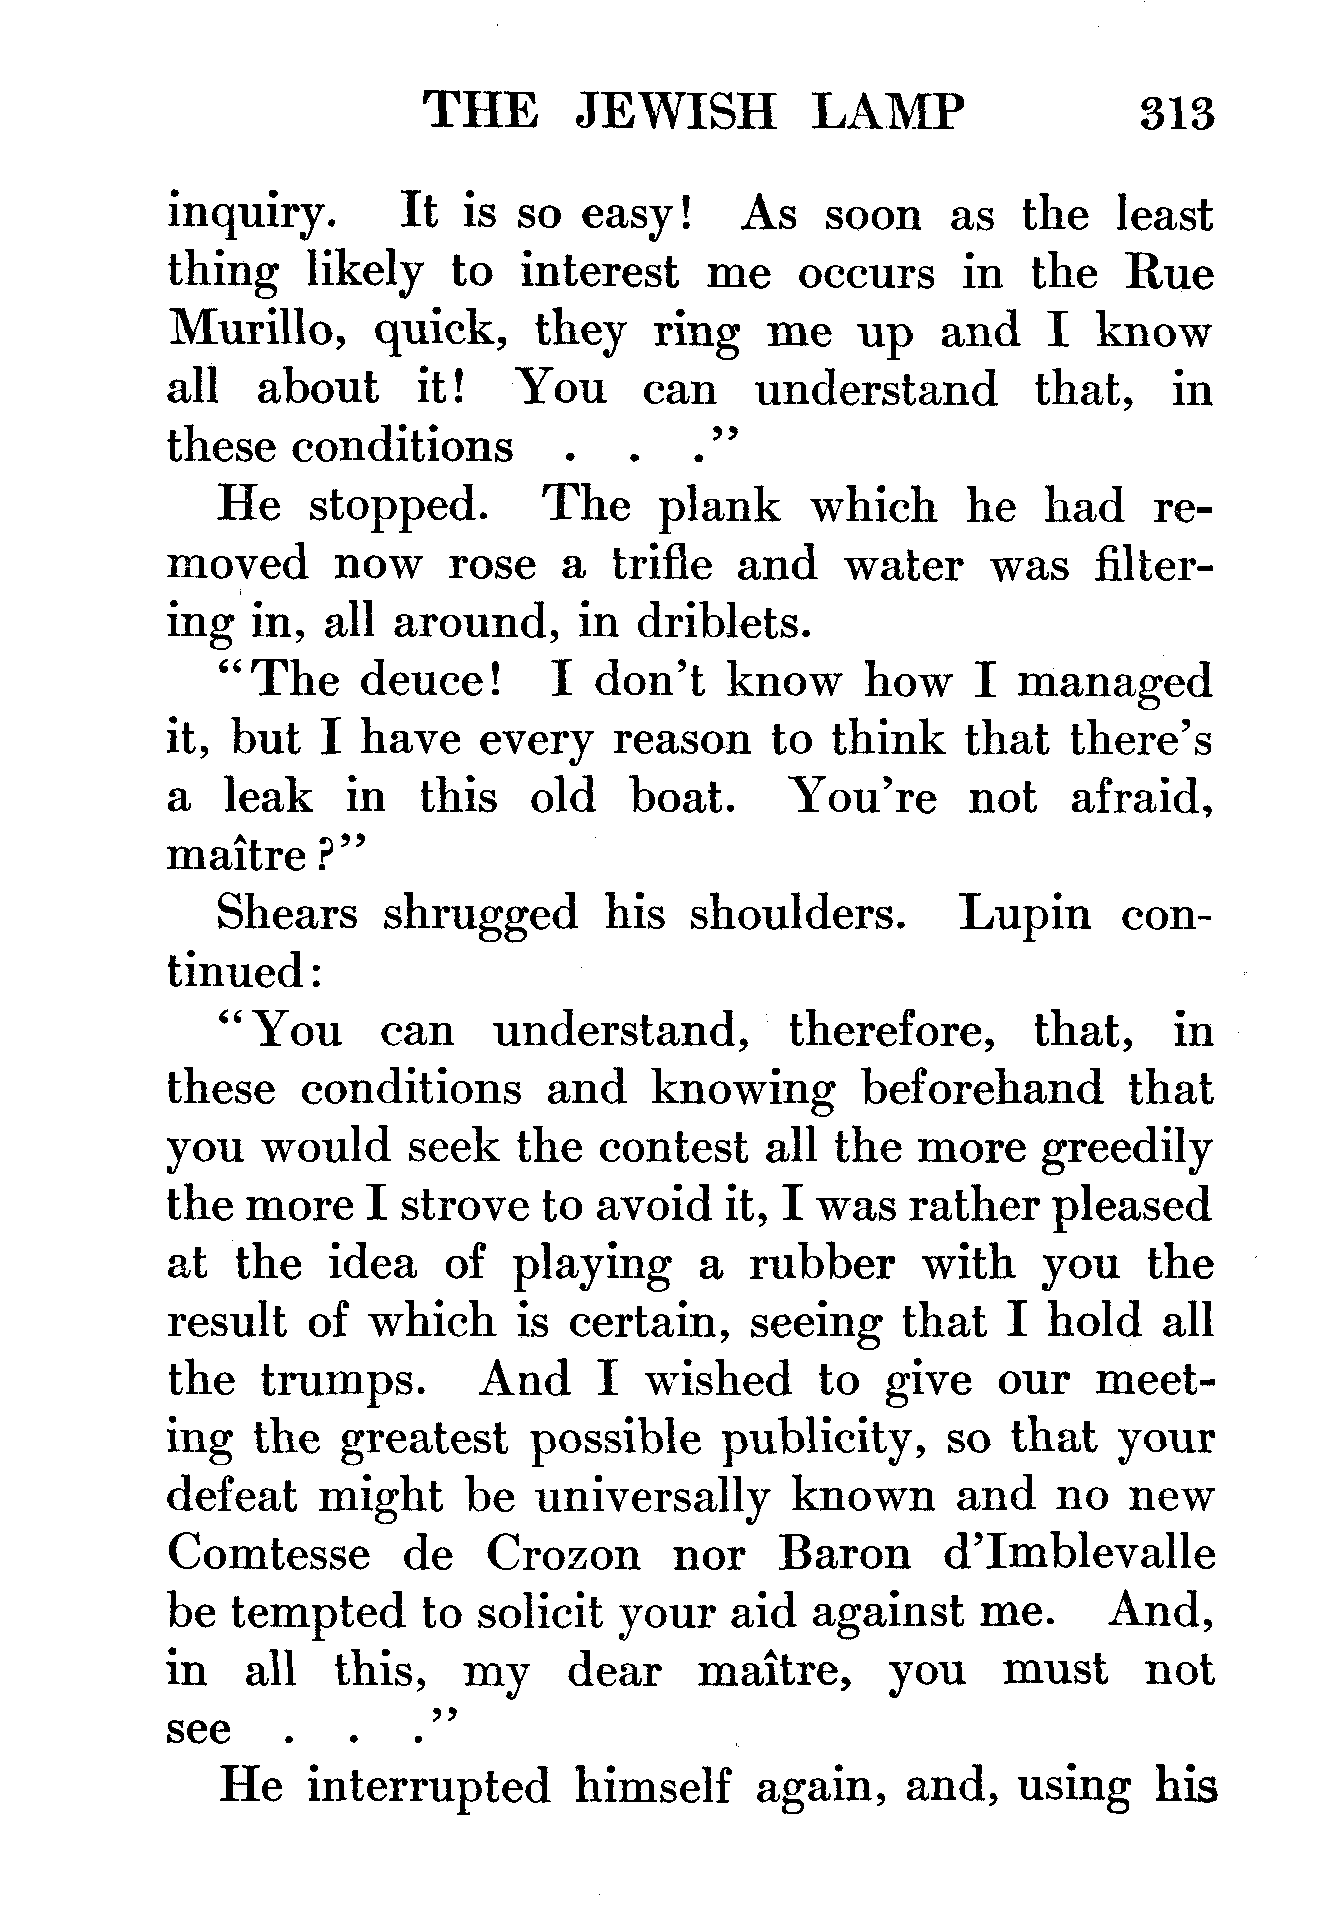 THE JEWISH LAMP 313
inquiry. It is so easy! As soon as the least
thing likely to interest me occurs in the Rue
Murillo, quick, they ring me up and I know
all about it! You can understand that, in
these conditions . . ."
He stopped. The plank which he had re-
moved now rose a trifle and water was filter-
ing in, all around, in driblets.
"The deuce! I don't know how I managed
it, but I have every reason to think that there's
a leak in this old boat. You're not afraid,
maître?"
Shears shrugged his shoulders. Lupin con-
tinued:
"You can understand, therefore, that, in
these conditions and knowing beforehand that
you would seek the contest all the more greedily
the more I strove to avoid it, I was rather pleased
at the idea of playing a rubber with you the
result of which is certain, seeing that I hold all
the trumps. And I wished to give our meet-
ing the greatest possible publicity, so that your
defeat might be universally known and no new
Comtesse de Crozon nor Baron d'Imblevalle
be tempted to solicit your aid against me. And,
in all this, my dear maître, you must not
see . . ."
He interrupted himself again, and, using his